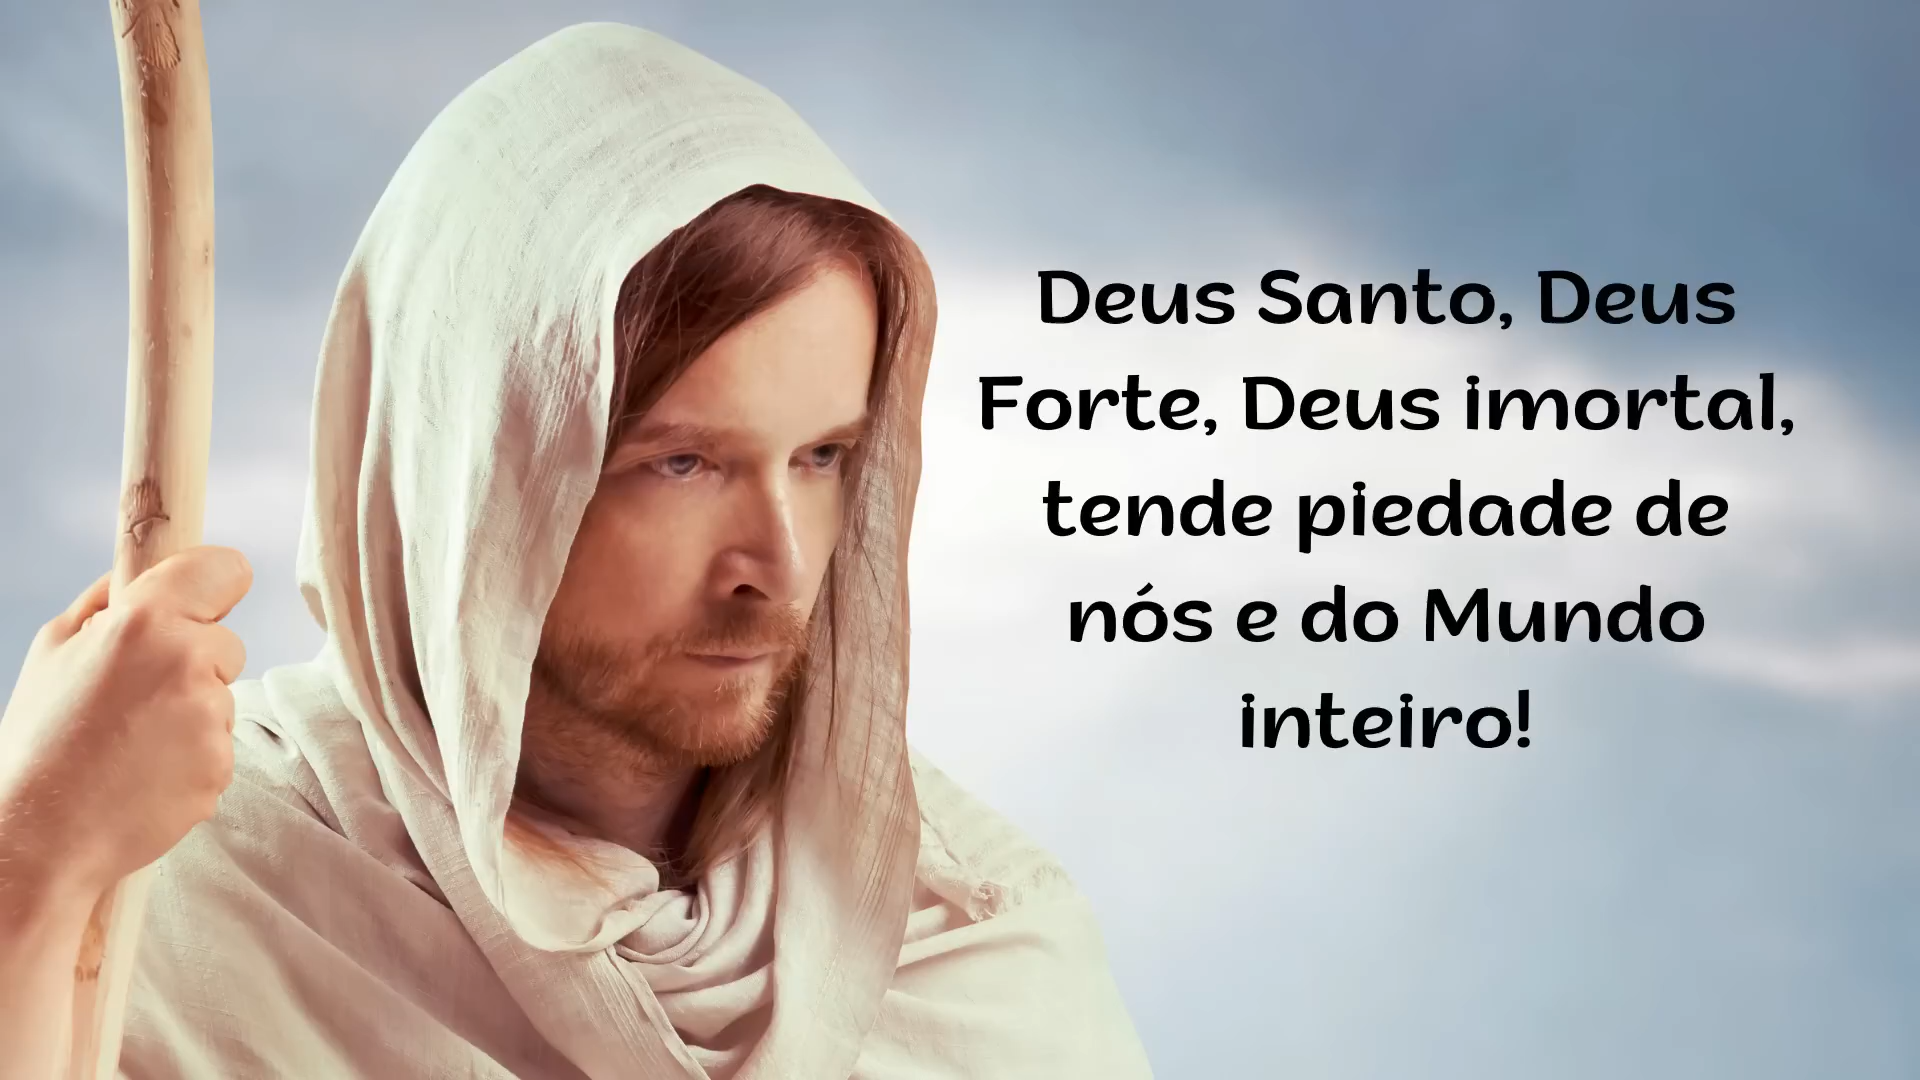 Deus Santo, Deus
Forte, Deus imortal,
tende piedade de
nós e do Mundo
inteiro!